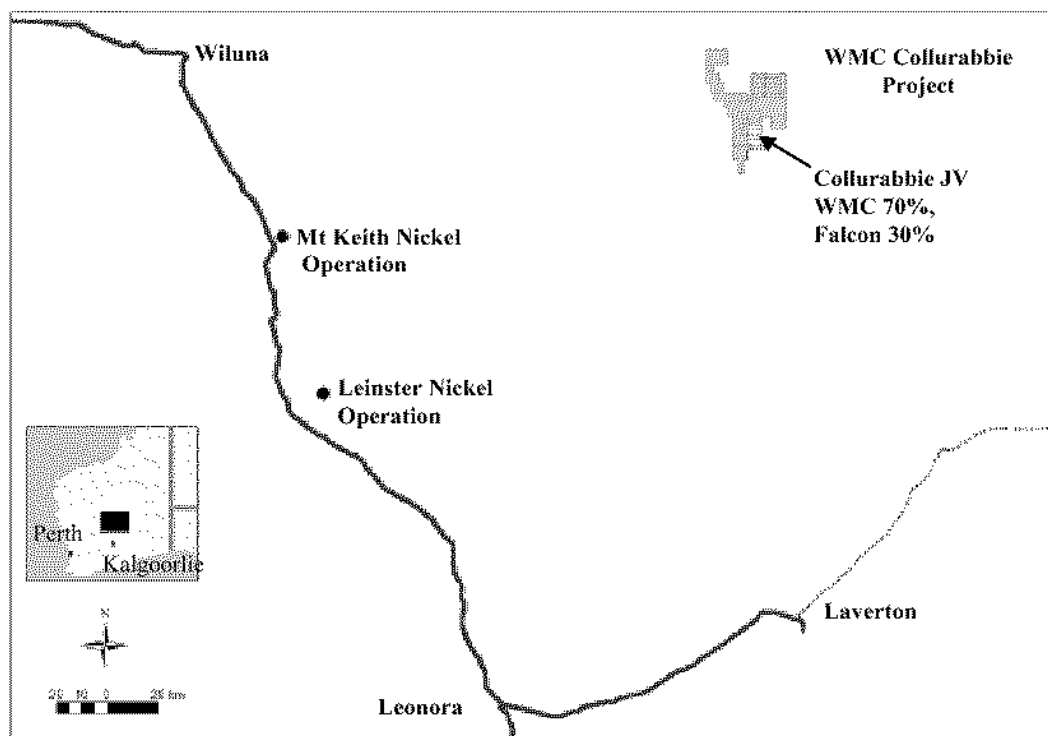 Wiluna
WMC Collurabbie
Project
Collurabbie JV
WMC 70%,
Falcon 30%
Mt Keith Nickel
Operation
Leinster Nickel
Operation
Perth
Kalgoorlie
Laverton
N
Leonora